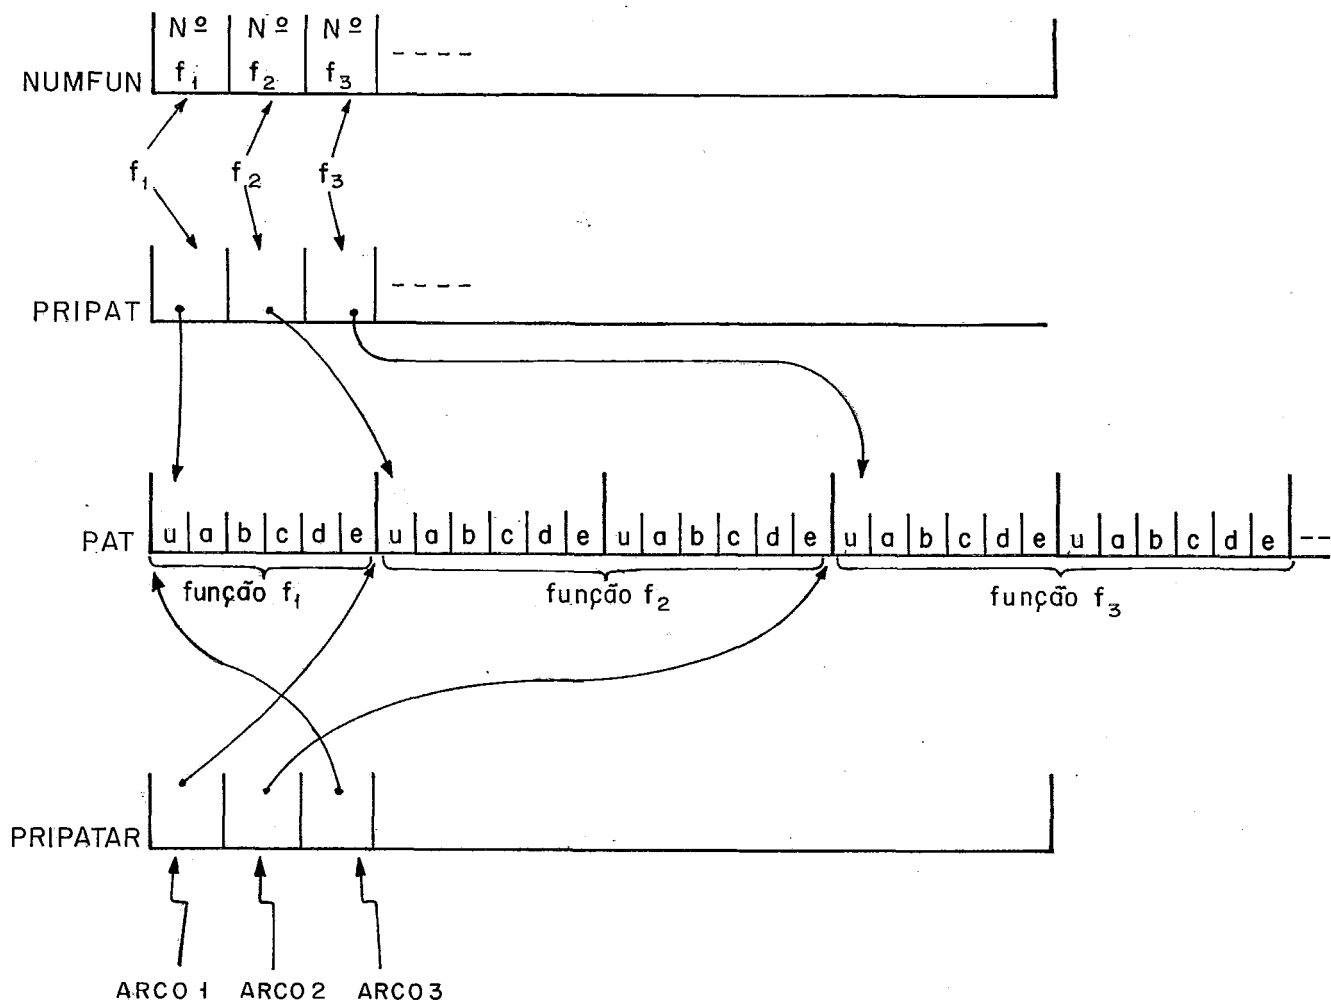 Nº Nº Nº
NUMFUN f₁ f₂ f₃ ----
f₁ f₂ f₃
PRIPAT ----
PAT u a b c d e u a b c d e u a b c d e u a b c d e u a b c d e --
função f₁ função f₂ função f₃
PRIPATAR
ARCO 1 ARCO 2 ARCO 3